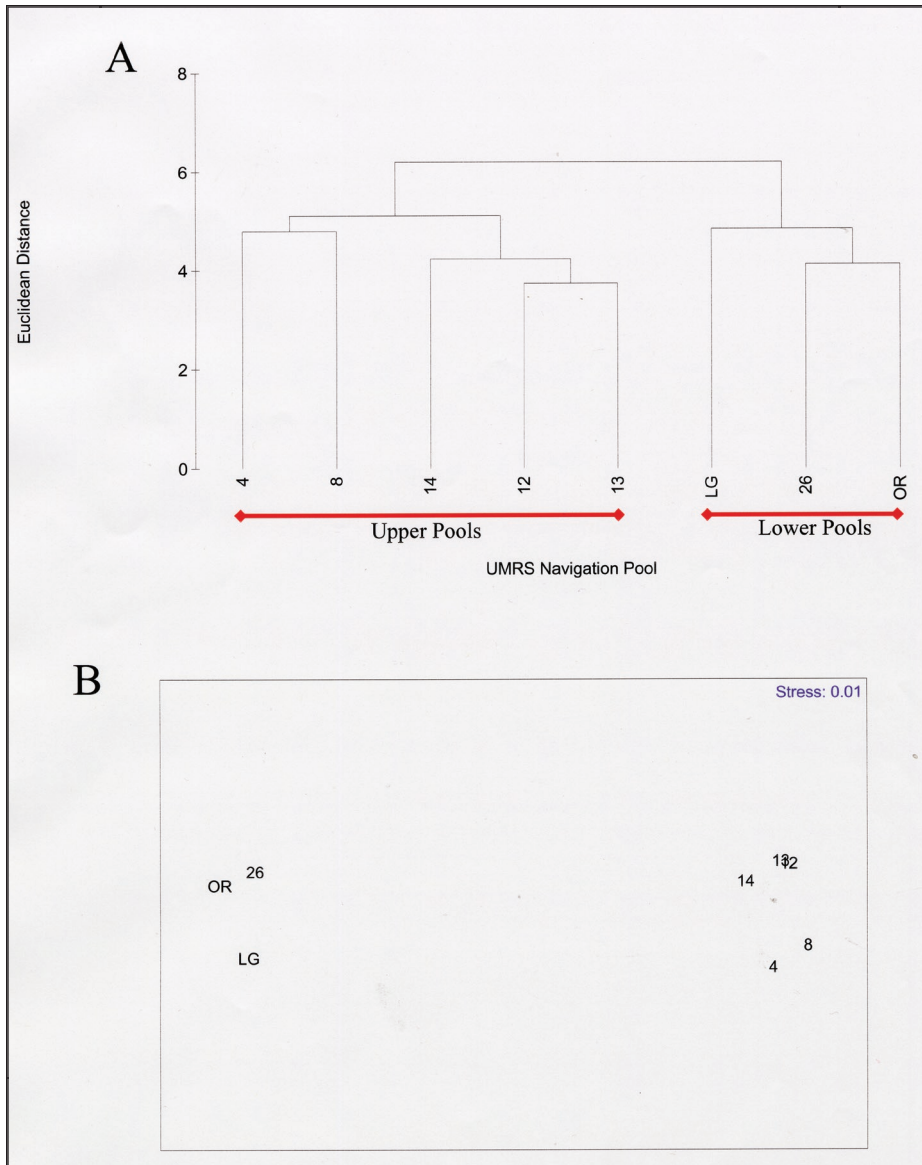 A
8
6
4
2
0
Euclidean Distance
4 8 14 12 13 LG 26 OR
Upper Pools Lower Pools
UMRS Navigation Pool
B
Stress: 0.01
13 12
26
14
OR
8
LG
4